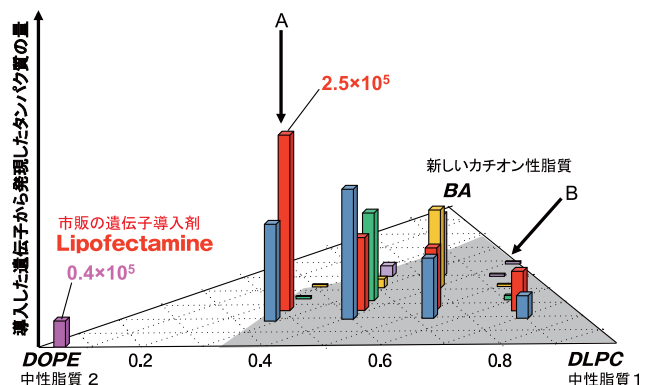 A
2.5×10⁵
導入した遺伝子から発現したタンパク質の量
新しいカチオン性脂質
BA
B
市販の遺伝子導入剤
Lipofectamine
0.4×10⁵
DOPE
0.2
0.4
0.6
0.8
DLPC
中性脂質 2
中性脂質 1